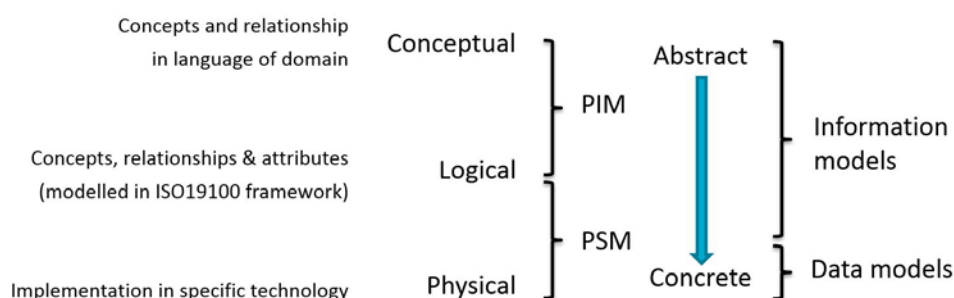 Concepts and relationship
in language of domain
Conceptual
Abstract
PIM
Information
models
Concepts, relationships & attributes
(modelled in ISO19100 framework)
Logical
PSM
Physical
Concrete
Data models
Implementation in specific technology